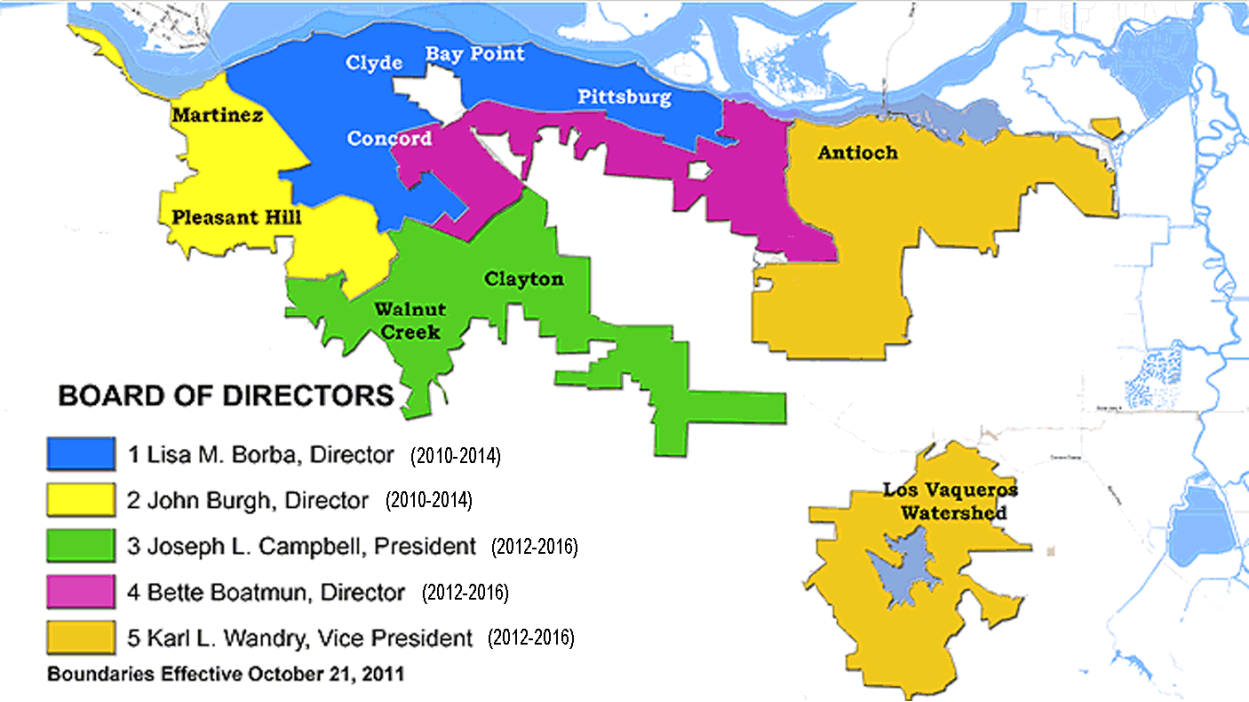 Clyde
Bay Point
Pittsburg
Martinez
Concord
Antioch
Pleasant Hill
Clayton
Walnut
Creek
BOARD OF DIRECTORS
1 Lisa M. Borba, Director (2010-2014)
2 John Burgh, Director (2010-2014)
3 Joseph L. Campbell, President (2012-2016)
4 Bette Boatmun, Director (2012-2016)
5 Karl L. Wandry, Vice President (2012-2016)
Boundaries Effective October 21, 2011
Los Vaqueros
Watershed